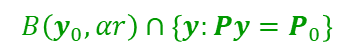 B(𝒚₀, αr) ∩ {𝒚: 𝑷𝒚 = 𝑷₀}